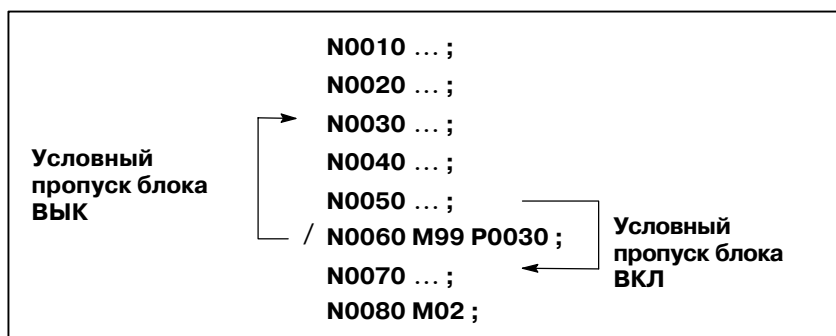 N0010 ... ;
N0020 ... ;
N0030 ... ;
N0040 ... ;
N0050 ... ;
/ N0060 M99 P0030 ;
N0070 ... ;
N0080 M02 ;
Условный
пропуск блока
ВЫК
Условный
пропуск блока
ВКЛ